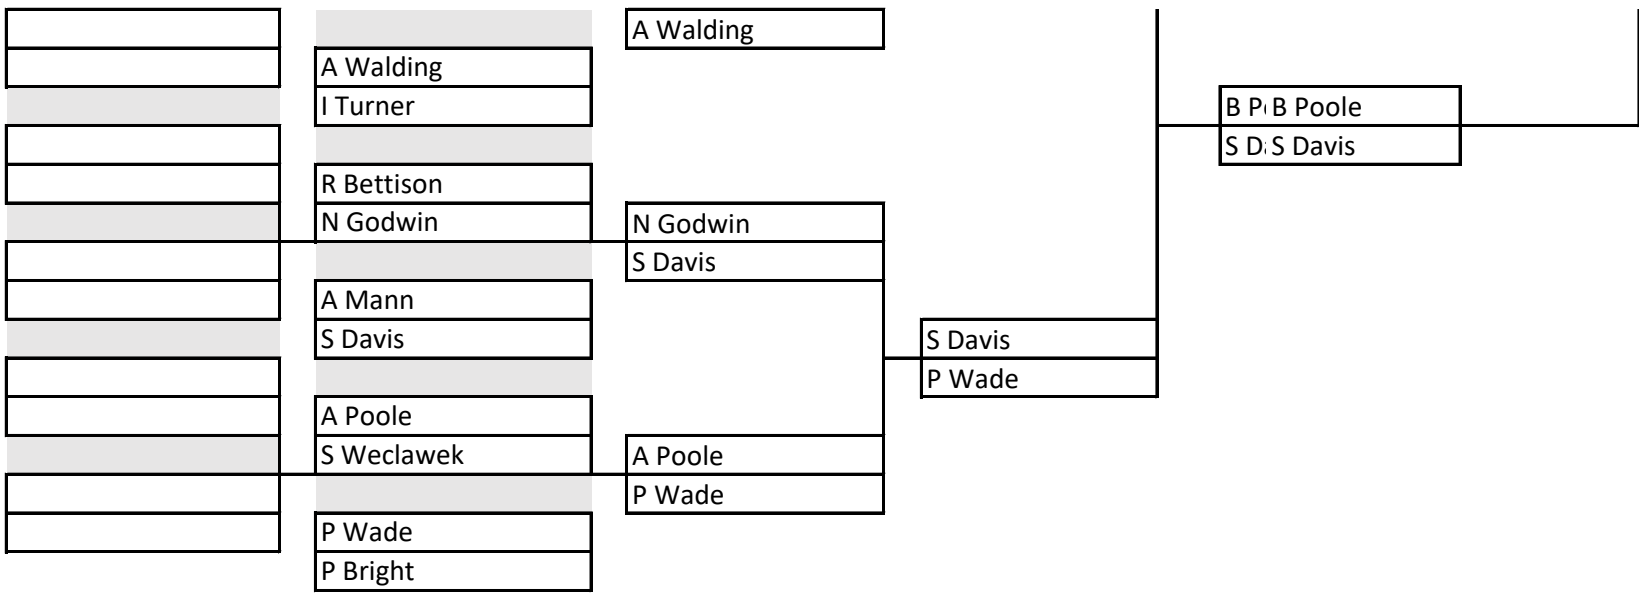 A Walding
A Walding
I Turner
B P B Poole
S D S Davis
R Bettison
N Godwin
N Godwin
S Davis
A Mann
S Davis
S Davis
P Wade
A Poole
S Weclawek
A Poole
P Wade
P Wade
P Bright